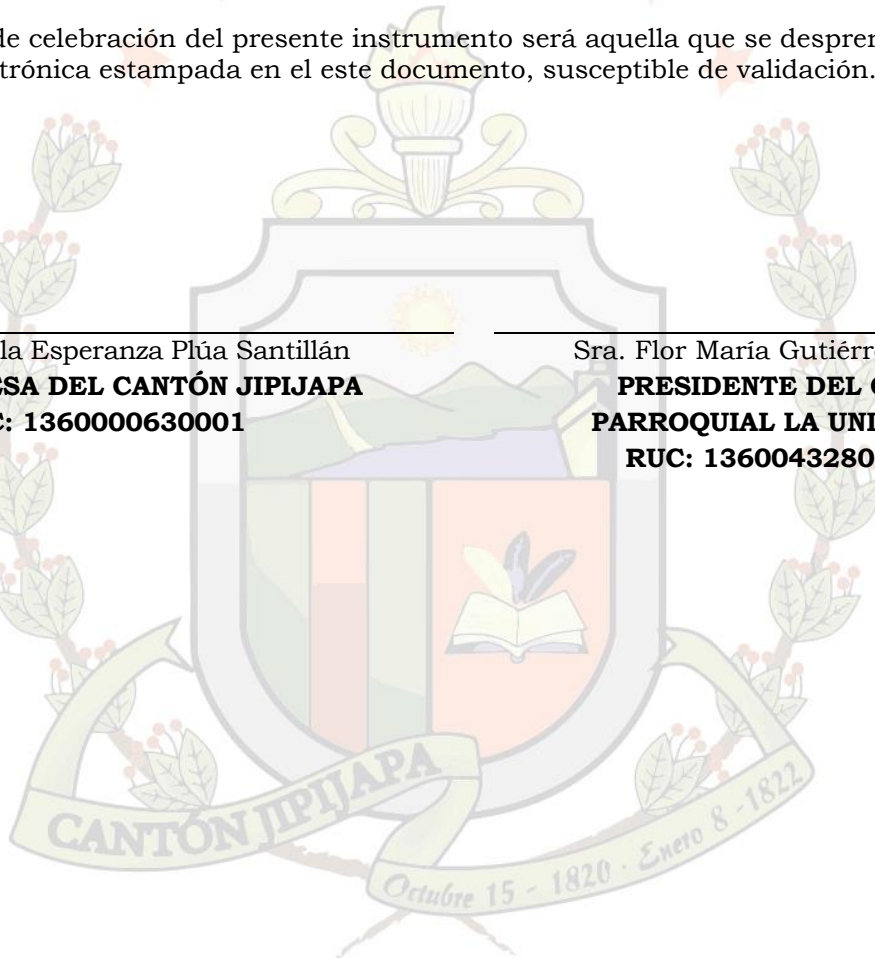 de celebración del presente instrumento será aquella que se despren
trónica estampada en el este documento, susceptible de validación.
la Esperanza Plúa Santillán
ESA DEL CANTÓN JIPIJAPA
C: 1360000630001
Sra. Flor María Gutiérr
PRESIDENTE DEL
PARROQUIAL LA UNI
RUC: 1360043280
CANTÓN JIPIJAPA
Octubre 15 - 1820 - Enero 8 - 1822